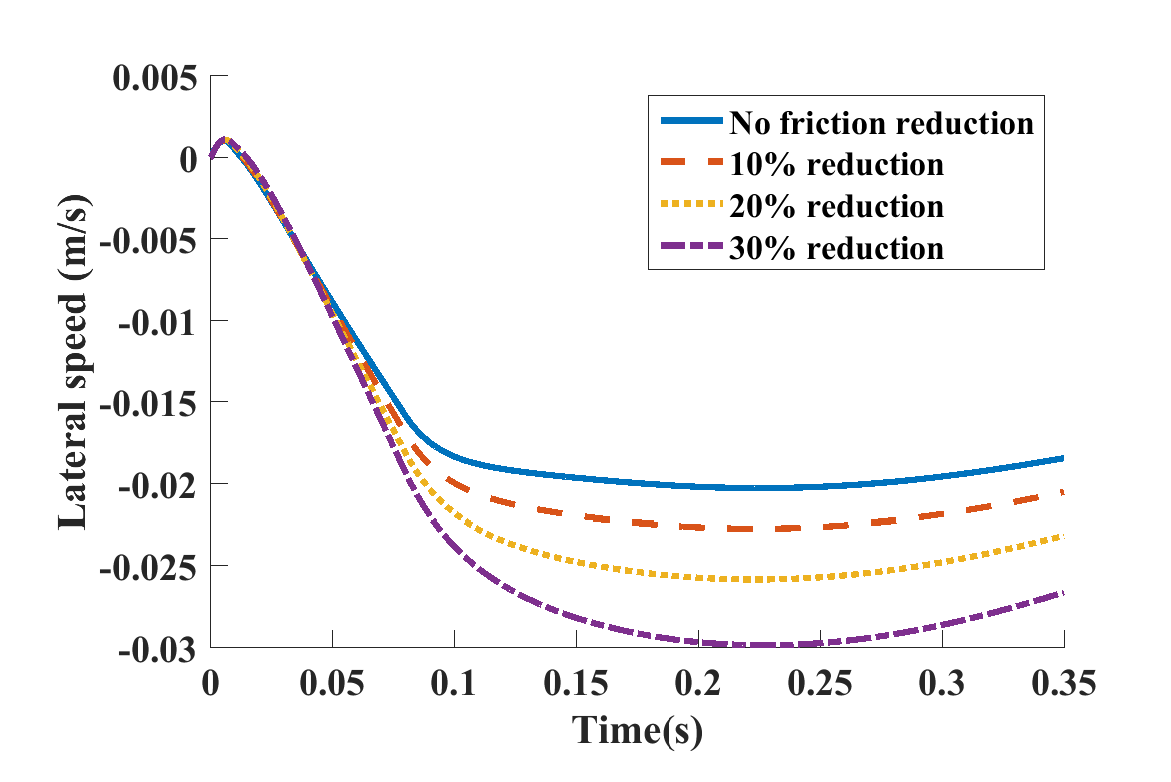 0.005
0
-0.005
-0.01
-0.015
-0.02
-0.025
-0.03
Lateral speed (m/s)
No friction reduction
10% reduction
20% reduction
30% reduction
0 0.05 0.1 0.15 0.2 0.25 0.3 0.35
Time(s)